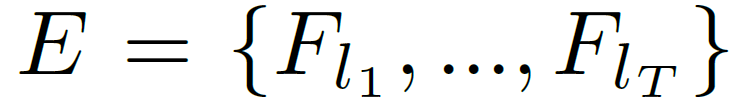 E = {F_{l_1}, ..., F_{l_T}}